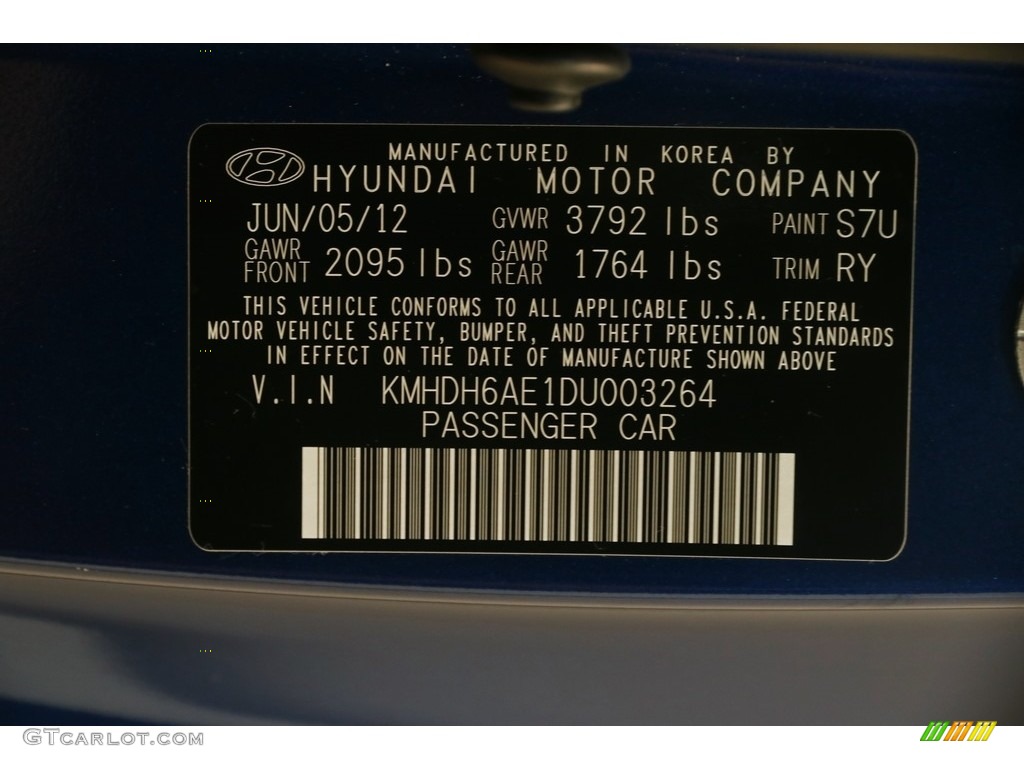 MANUFACTURED IN KOREA BY
HYUNDAI MOTOR COMPANY
JUN/05/12 GVWR 3792 lbs PAINT S7U
GAWR FRONT 2095 lbs GAWR REAR 1764 lbs TRIM RY
THIS VEHICLE CONFORMS TO ALL APPLICABLE U.S.A. FEDERAL
MOTOR VEHICLE SAFETY, BUMPER, AND THEFT PREVENTION STANDARDS
IN EFFECT ON THE DATE OF MANUFACTURE SHOWN ABOVE
V.I.N KMHDH6AE1DU003264
PASSENGER CAR
GTCARLOT.COM